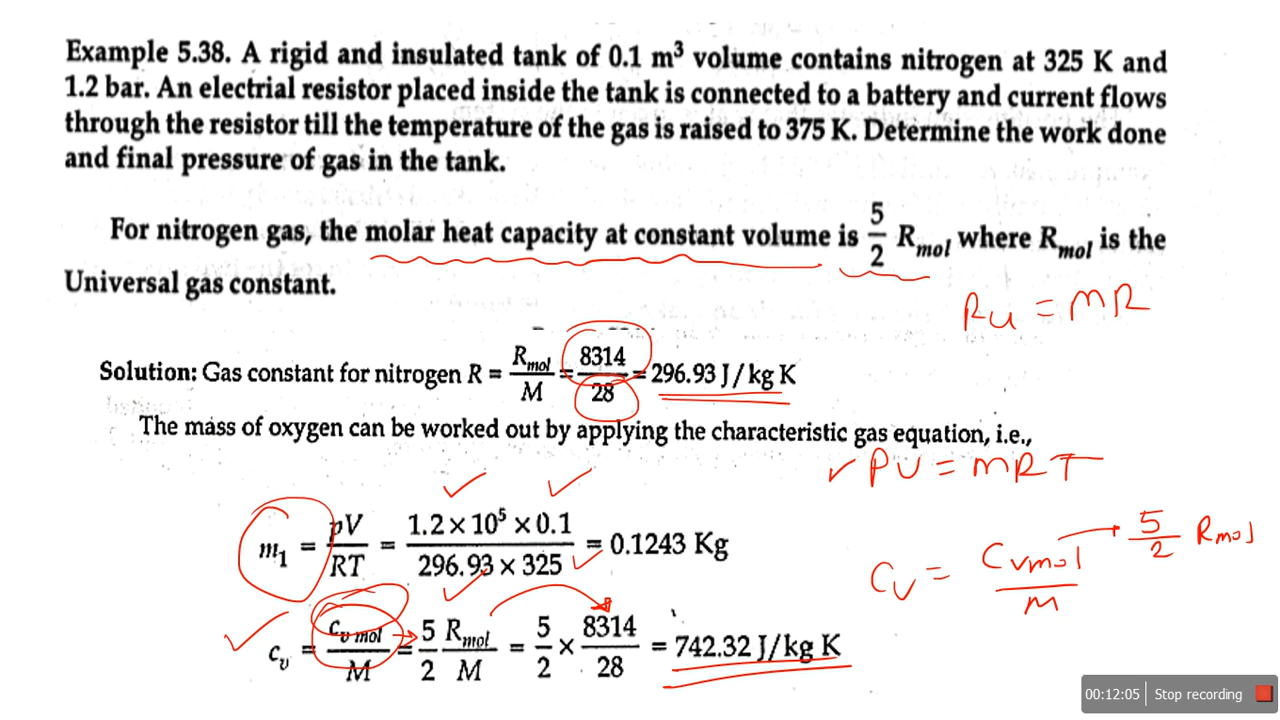 Example 5.38. A rigid and insulated tank of 0.1 m³ volume contains nitrogen at 325 K and
1.2 bar. An electrial resistor placed inside the tank is connected to a battery and current flows
through the resistor till the temperature of the gas is raised to 375 K. Determine the work done
and final pressure of gas in the tank.
For nitrogen gas, the molar heat capacity at constant volume is 5/2 R_mol where R_mol is the
Universal gas constant.
Ru = MR
Solution: Gas constant for nitrogen R = R_mol/M = 8314/28 = 296.93 J/kg K
The mass of oxygen can be worked out by applying the characteristic gas equation, i.e.,
PV = mRT
m₁ = pV/RT = 1.2 × 10⁵ × 0.1/296.93 × 325 = 0.1243 Kg
Cv = Cvmol/M → 5/2 Rmol
c_v = c_v mol/M = 5/2 R_mol/M = 5/2 × 8314/28 = 742.32 J/kg K
00:12:05 Stop recording